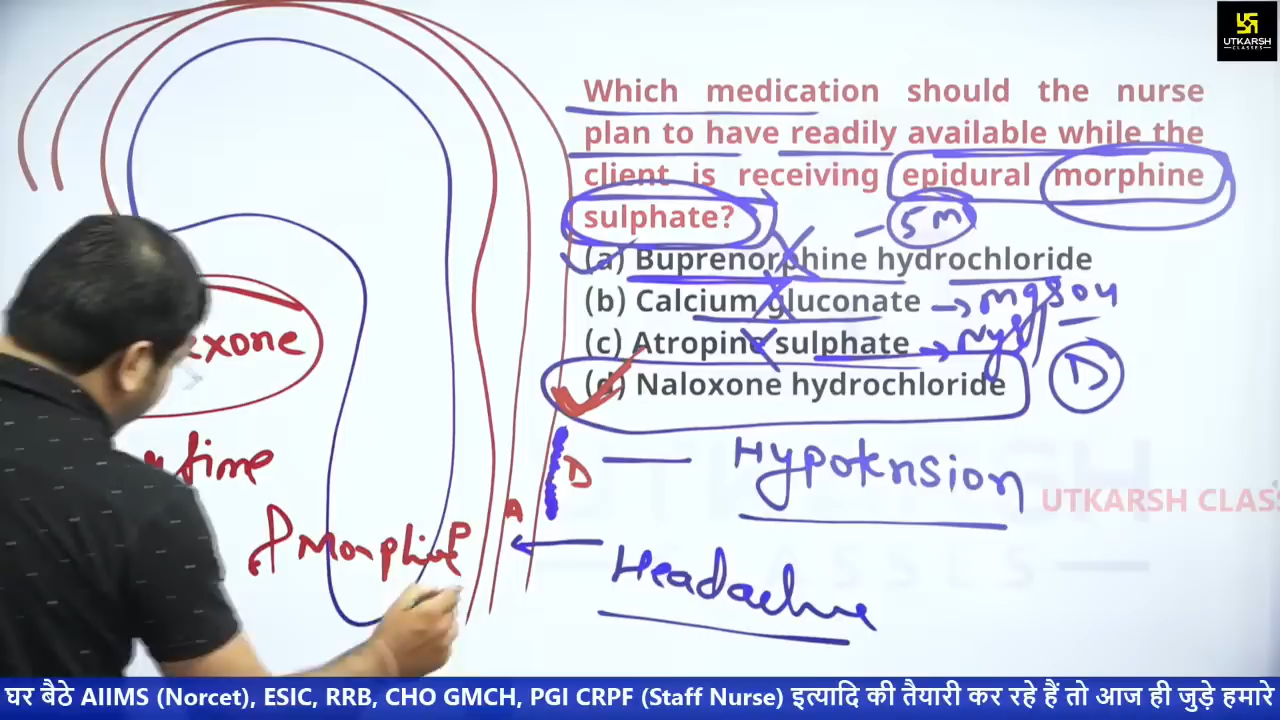 UTKARSH
CLASSES
Which medication should the nurse
plan to have readily available while the
client is receiving epidural morphine
sulphate?
5 m
(a) Buprenorphine hydrochloride
(b) Calcium gluconate → mgso4
(c) Atropine sulphate →
(d) Naloxone hydrochloride
D
xone
time
Morphine
D
A
Hypotension
Headache
UTKARSH CLAS
घर बैठे AIIMS (Norcet), ESIC, RRB, CHO GMCH, PGI CRPF (Staff Nurse) इत्यादि की तैयारी कर रहे हैं तो आज ही जुड़े हमारे